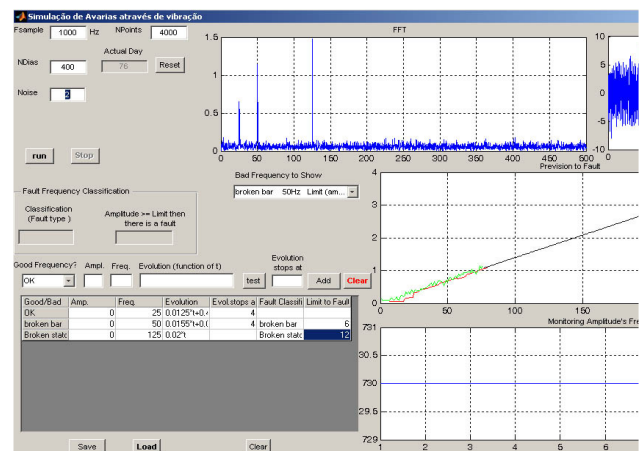 Simulação de Avarias através de vibração
Fsample 1000 Hz NPoints 4000
Actual Day
NDias 400 76 Reset
Noise 2
run Stop
FFT
1.5
1
0.5
0
0 50 100 150 200 250 300 350 400 450 500
10
5
0
-5
-10
0
Bad Frequency to Show
broken bar 50Hz Limit (am...
Fault Frequency Classification
Classification
(Fault type )
Amplitude >= Limit then
there is a fault
Prevision to Fault
4
3
2
1
0
0 50 100 150
Good Frequency? Ampl. Freq. Evolution (function of t) Evolution
stops at
OK test Add Clear
Good/Bad Amp. Freq. Evolution Evol.stops a Fault Classifi Limit to Fault
OK 0 25 0.0125*t+0.4 4
broken bar 0 50 0.0155*t+0.( 4 broken bar 6
Broken statc 0 125 0.02*t Broken statc 12
Save Load Clear
Monitoring Amplitude's Fre
731
30.5
730
29.5
729
1 2 3 4 5 6